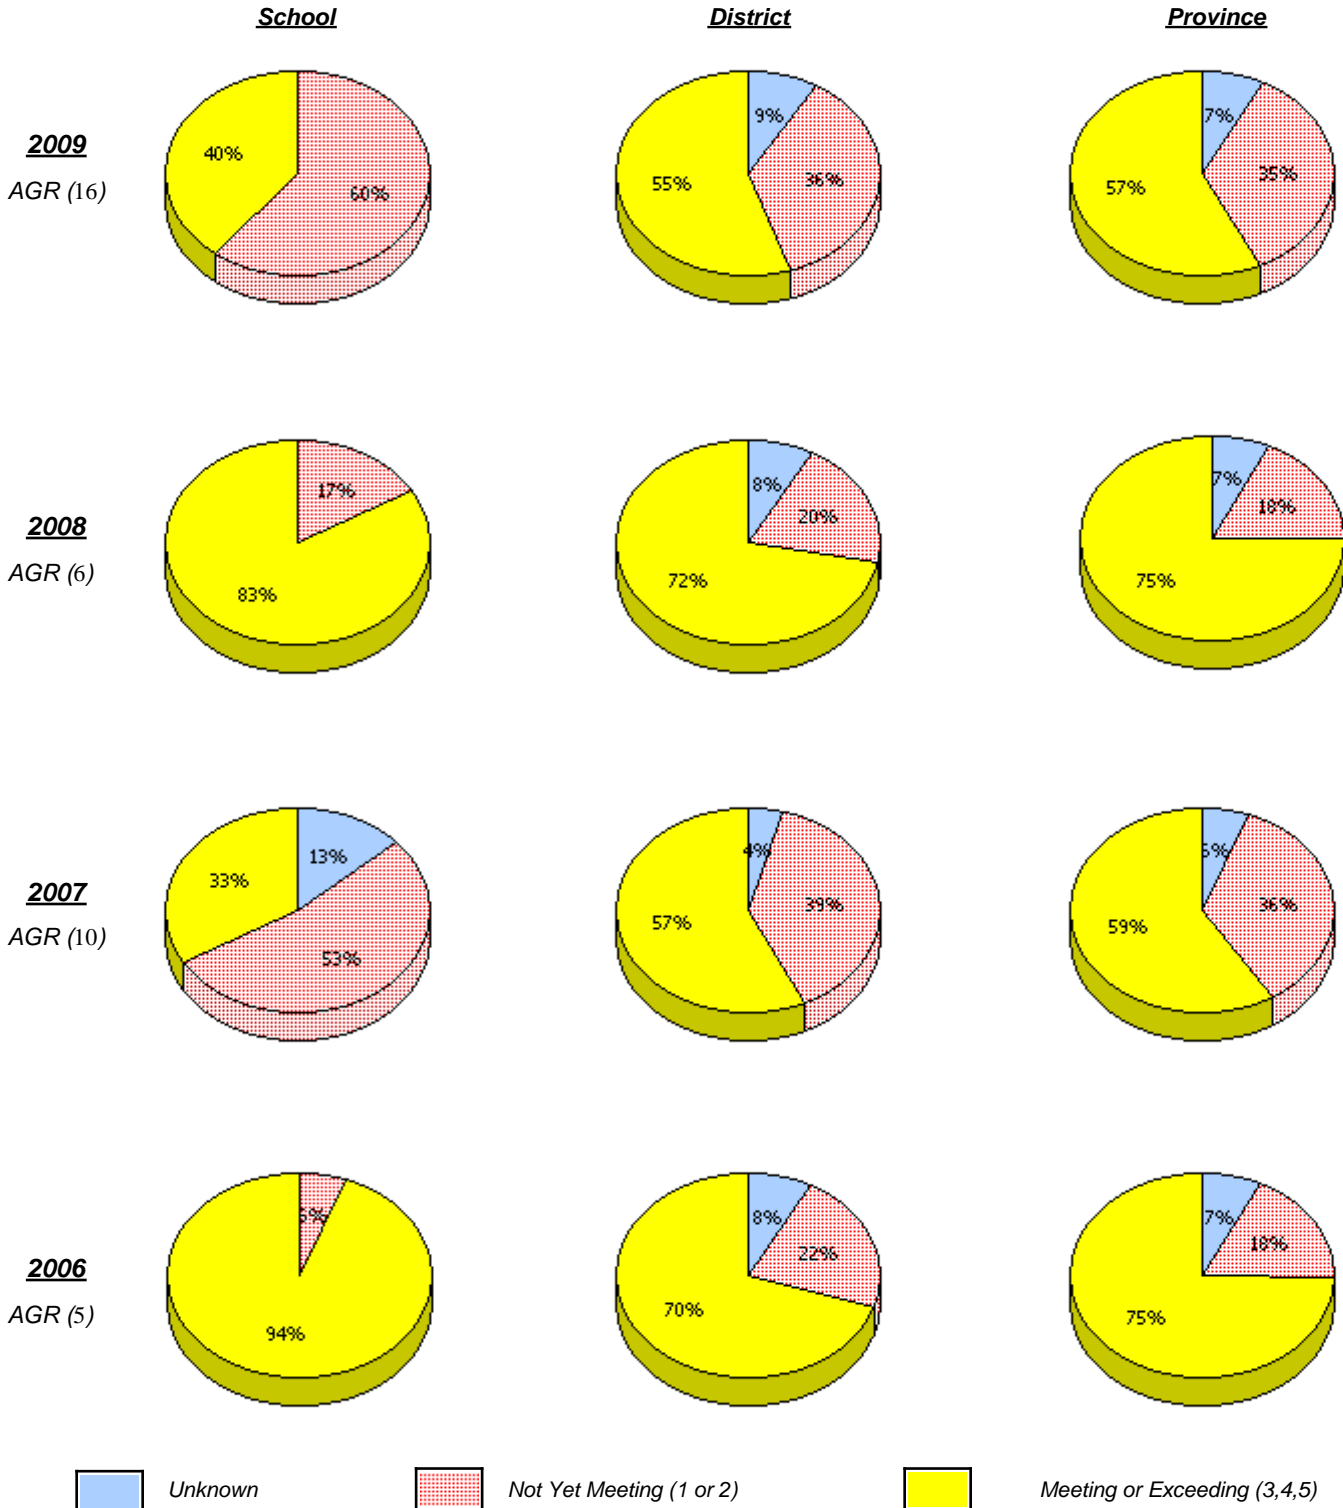 School District Province
2009
AGR (16)
40% 60%
9% 36% 55%
7% 35% 57%
2008
AGR (6)
17% 83%
8% 20% 72%
7% 18% 75%
2007
AGR (10)
33% 13% 53%
4% 39% 57%
36% 59%
2006
AGR (5)
94%
8% 22% 70%
7% 18% 75%
Unknown Not Yet Meeting (1 or 2) Meeting or Exceeding (3,4,5)